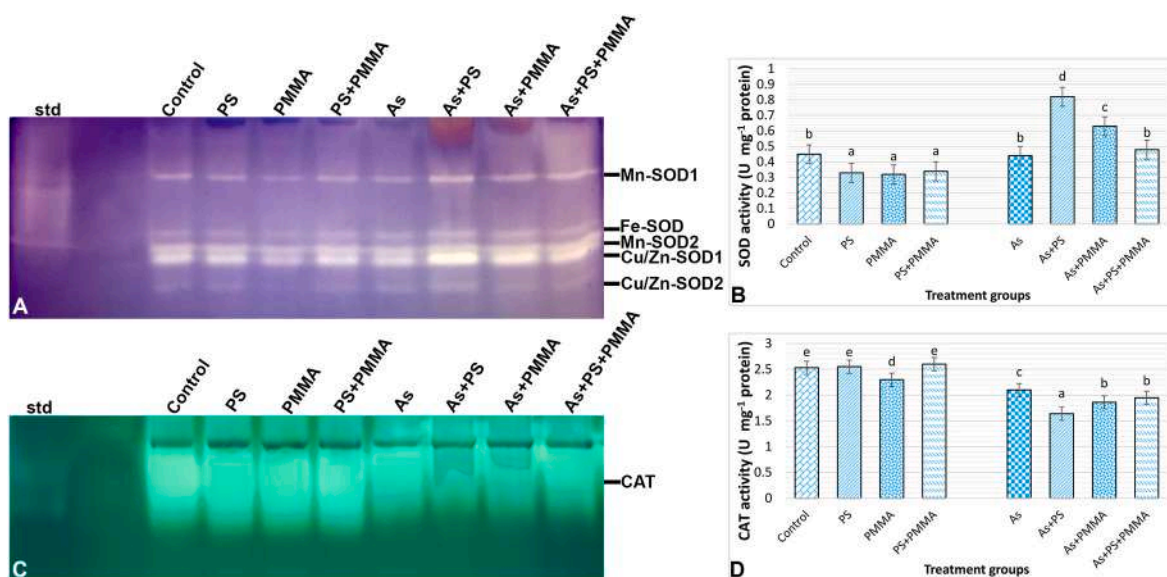 std
Control
PS
PMMA
PS+PMMA
As
As+PS
As+PMMA
As+PS+PMMA
Mn-SOD1
Fe-SOD
Mn-SOD2
Cu/Zn-SOD1
Cu/Zn-SOD2
A
SOD activity (U mg⁻¹ protein)
1
0.9
0.8
0.7
0.6
0.5
0.4
0.3
0.2
0.1
0
b
a
a
a
b
d
c
b
Control
PS
PMMA
PS+PMMA
As
As+PS
As+PMMA
As+PS+PMMA
Treatment groups
B
std
Control
PS
PMMA
PS+PMMA
As
As+PS
As+PMMA
As+PS+PMMA
CAT
C
CAT activity (U mg⁻¹ protein)
3
2.5
2
1.5
1
0.5
0
e
e
d
e
c
a
b
b
Control
PS
PMMA
PS+PMMA
As
As+PS
As+PMMA
As+PS+PMMA
Treatment groups
D